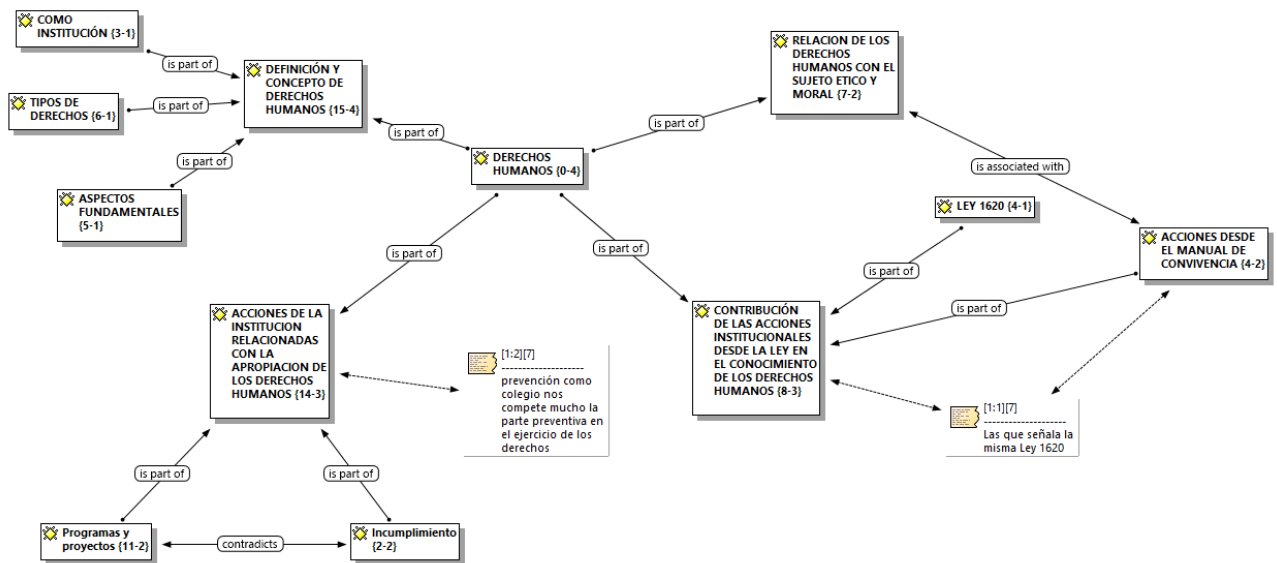 COMO
INSTITUCIÓN {3-1}
is part of
TIPOS DE
DERECHOS {6-1}
is part of
DEFINICIÓN Y
CONCEPTO DE
DERECHOS
HUMANOS {15-4}
is part of
ASPECTOS
FUNDAMENTALES
{5-1}
is part of
DERECHOS
HUMANOS {0-4}
is part of
RELACION DE LOS
DERECHOS
HUMANOS CON EL
SUJETO ETICO Y
MORAL {7-2}
is associated with
LEY 1620 {4-1}
is part of
ACCIONES DESDE
EL MANUAL DE
CONVIVENCIA {4-2}
is part of
is part of
is part of
ACCIONES DE LA
INSTITUCION
RELACIONADAS
CON LA
APROPIACION DE
LOS DERECHOS
HUMANOS {14-3}
[1:2][7]
--------------------
prevención como
colegio nos
compete mucho la
parte preventiva en
el ejercicio de los
derechos
CONTRIBUCIÓN
DE LAS ACCIONES
INSTITUCIONALES
DESDE LA LEY EN
EL CONOCIMIENTO
DE LOS DERECHOS
HUMANOS {8-3}
[1:1][7]
--------------------
Las que señala la
misma Ley 1620
is part of
is part of
Programas y
proyectos {11-2}
contradicts
Incumplimiento
{2-2}